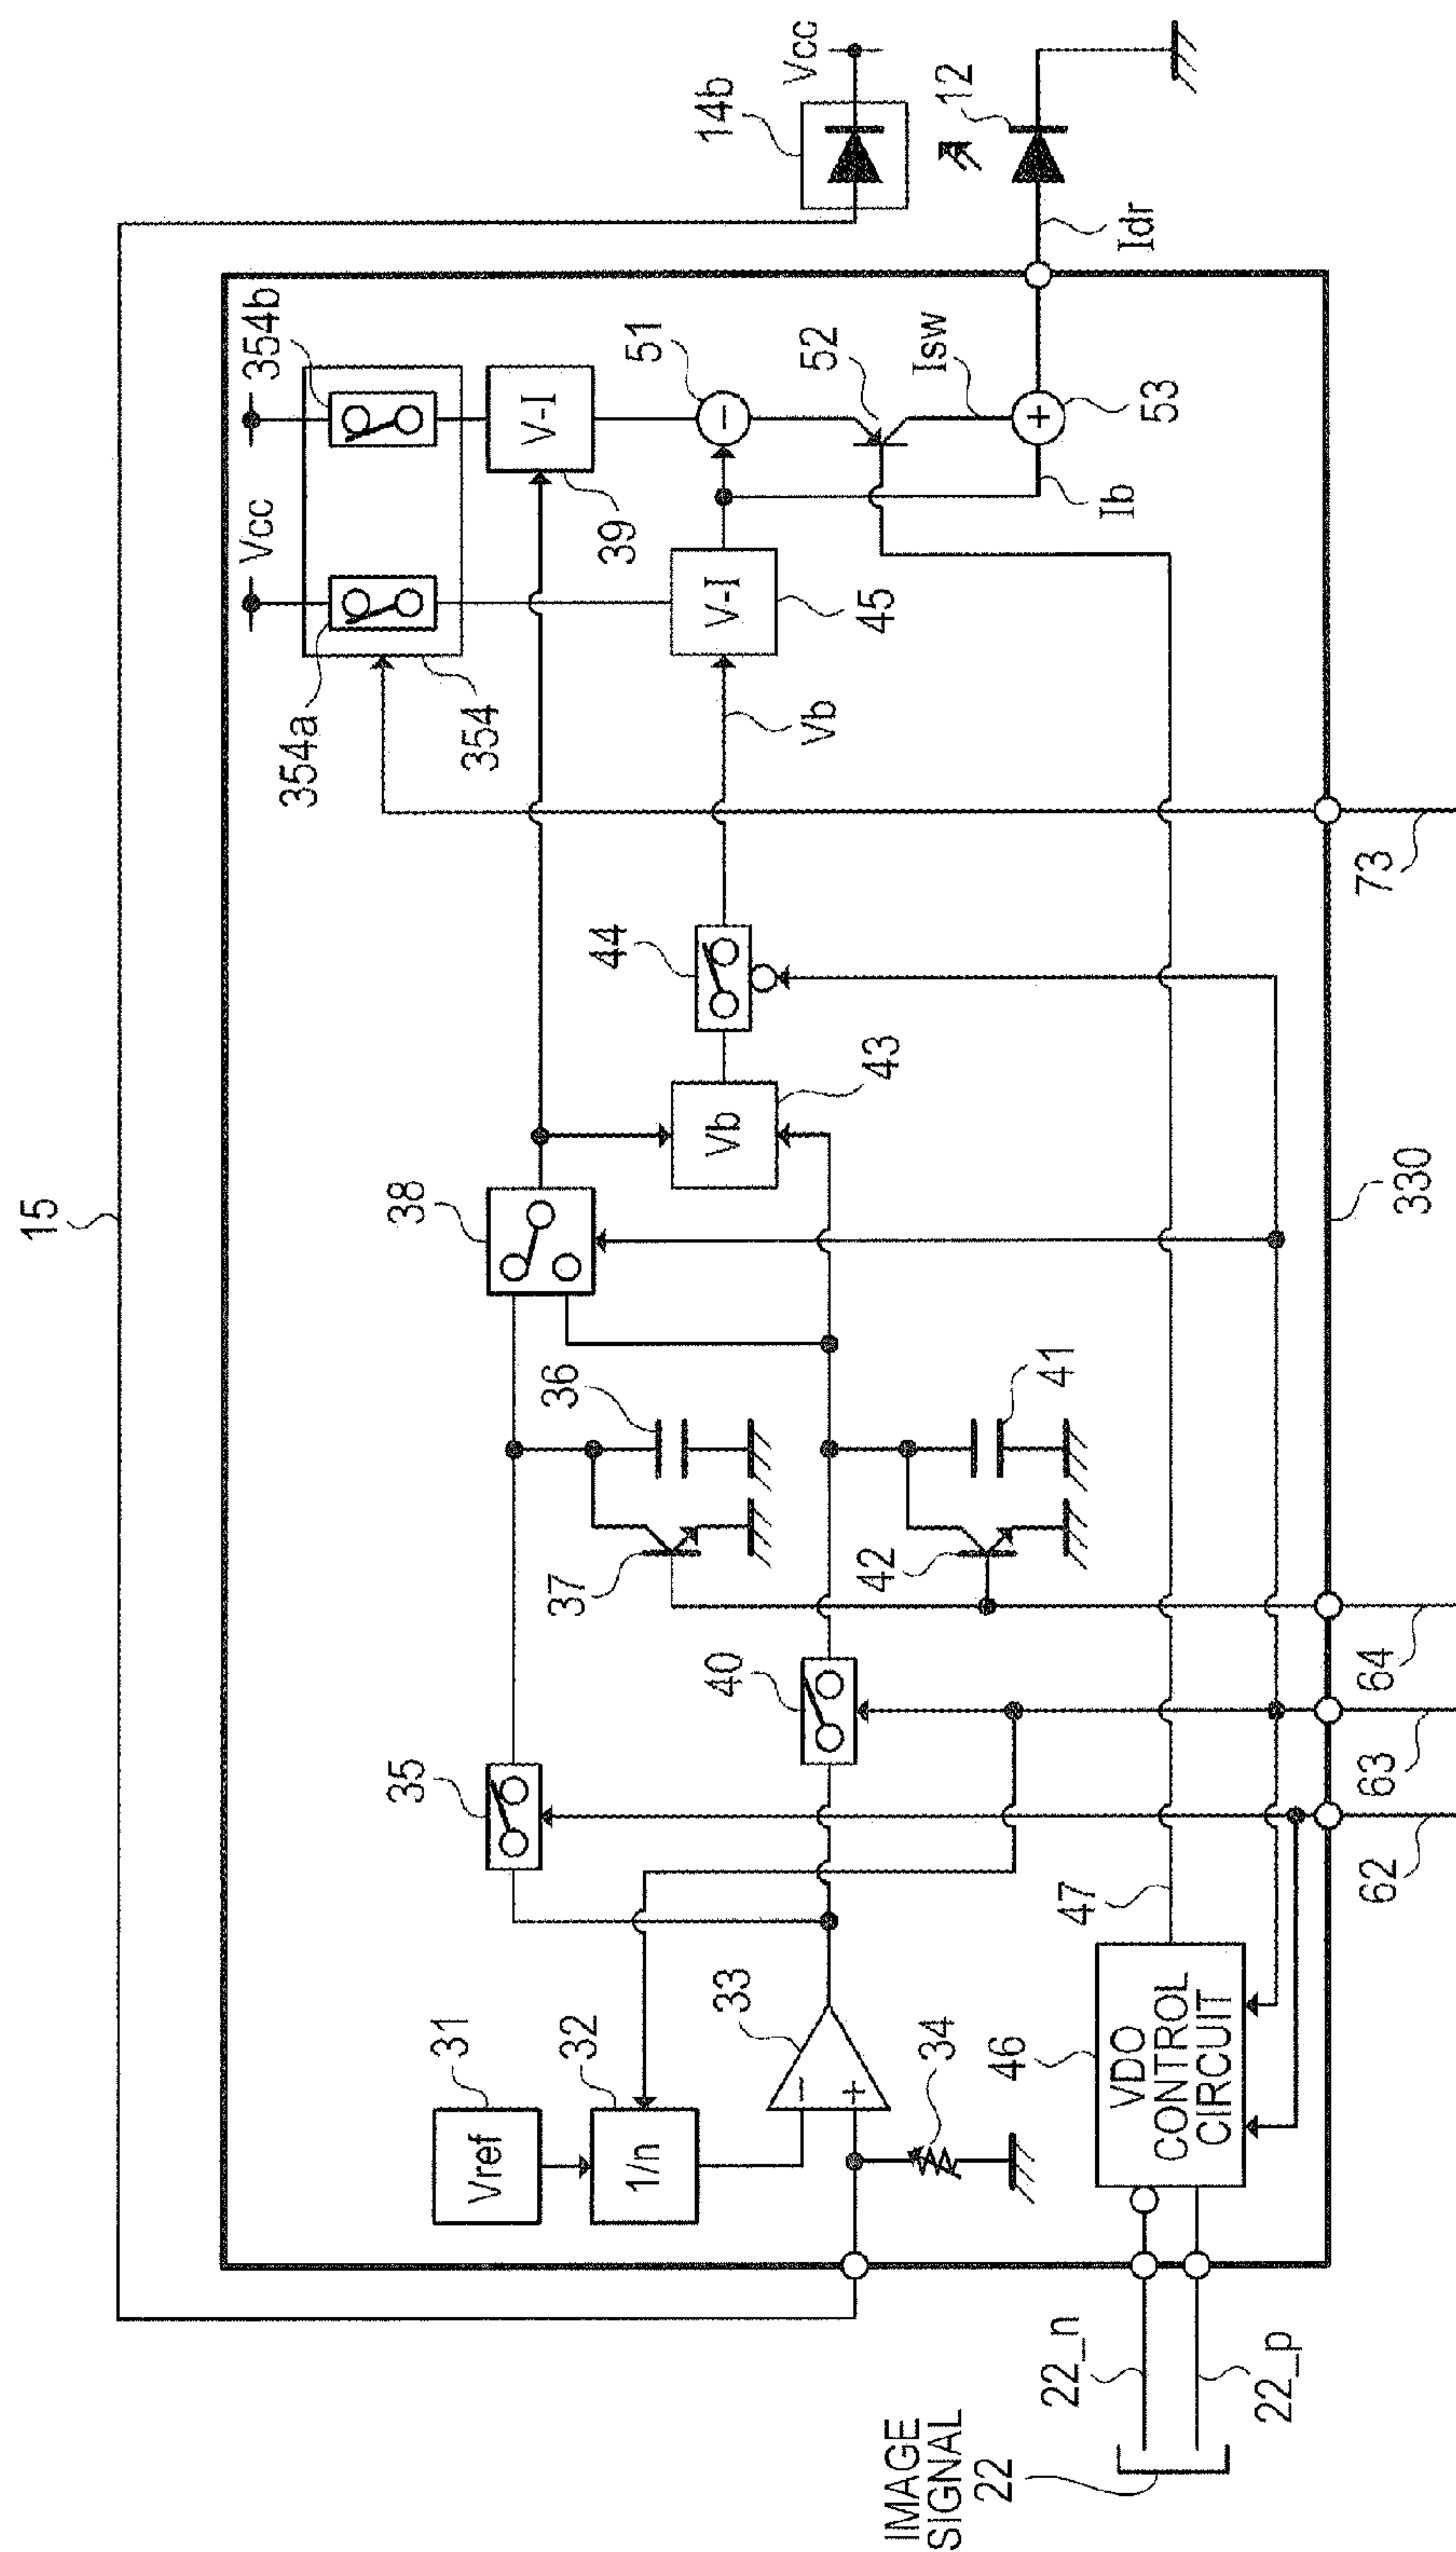 15
14b
Vcc
12
Idr
354b
Vcc
354a
354
V-I
39
51
52
Isw
53
Ib
V-I
45
Vb
73
44
Vb
43
38
330
36
37
41
42
40
35
64
63
62
Vref
31
1/n
32
33
−
+
34
47
46
VDO
CONTROL
CIRCUIT
−
+
22_n
22_p
IMAGE
SIGNAL
22